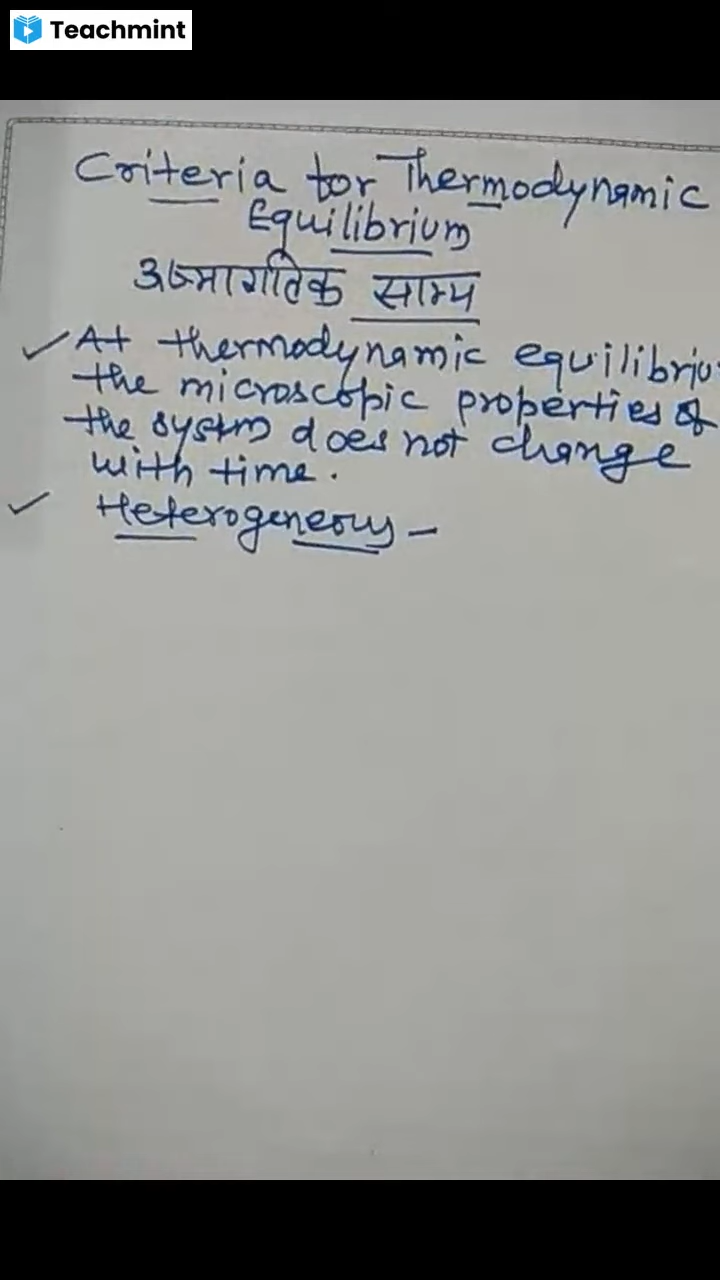 Teachmint
Criteria for Thermodynamic
Equilibrium
ऊष्मागतिक साम्य
At thermodynamic equilibriu
the microscopic properties of
the system does not change
with time.
Heterogeneous -